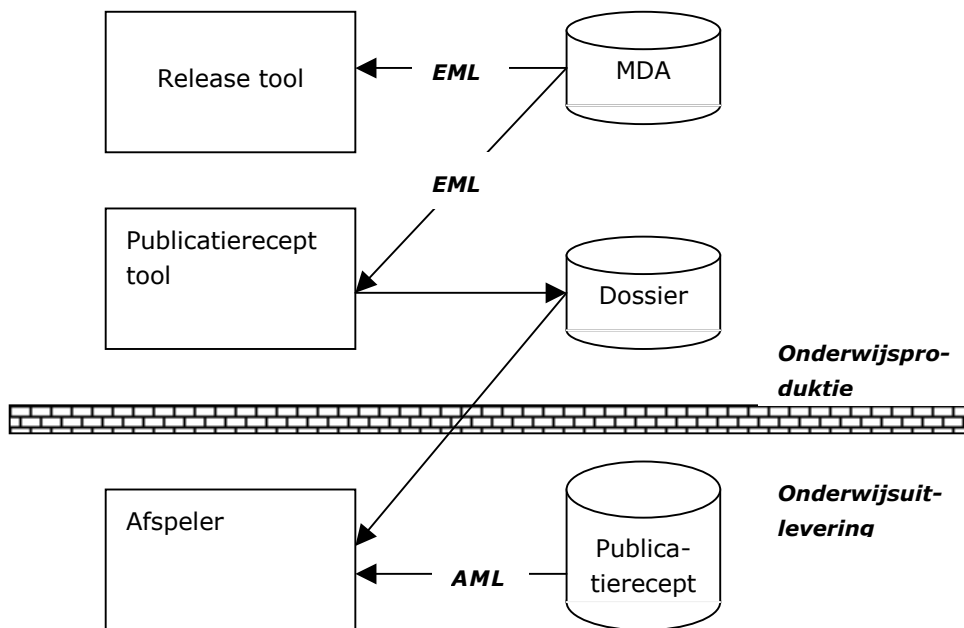 Release tool
EML
MDA
EML
Publicatierecept
tool
Dossier
Onderwijspro-
duktie
Afspeler
Onderwijsuit-
levering
Publica-
tierecept
AML